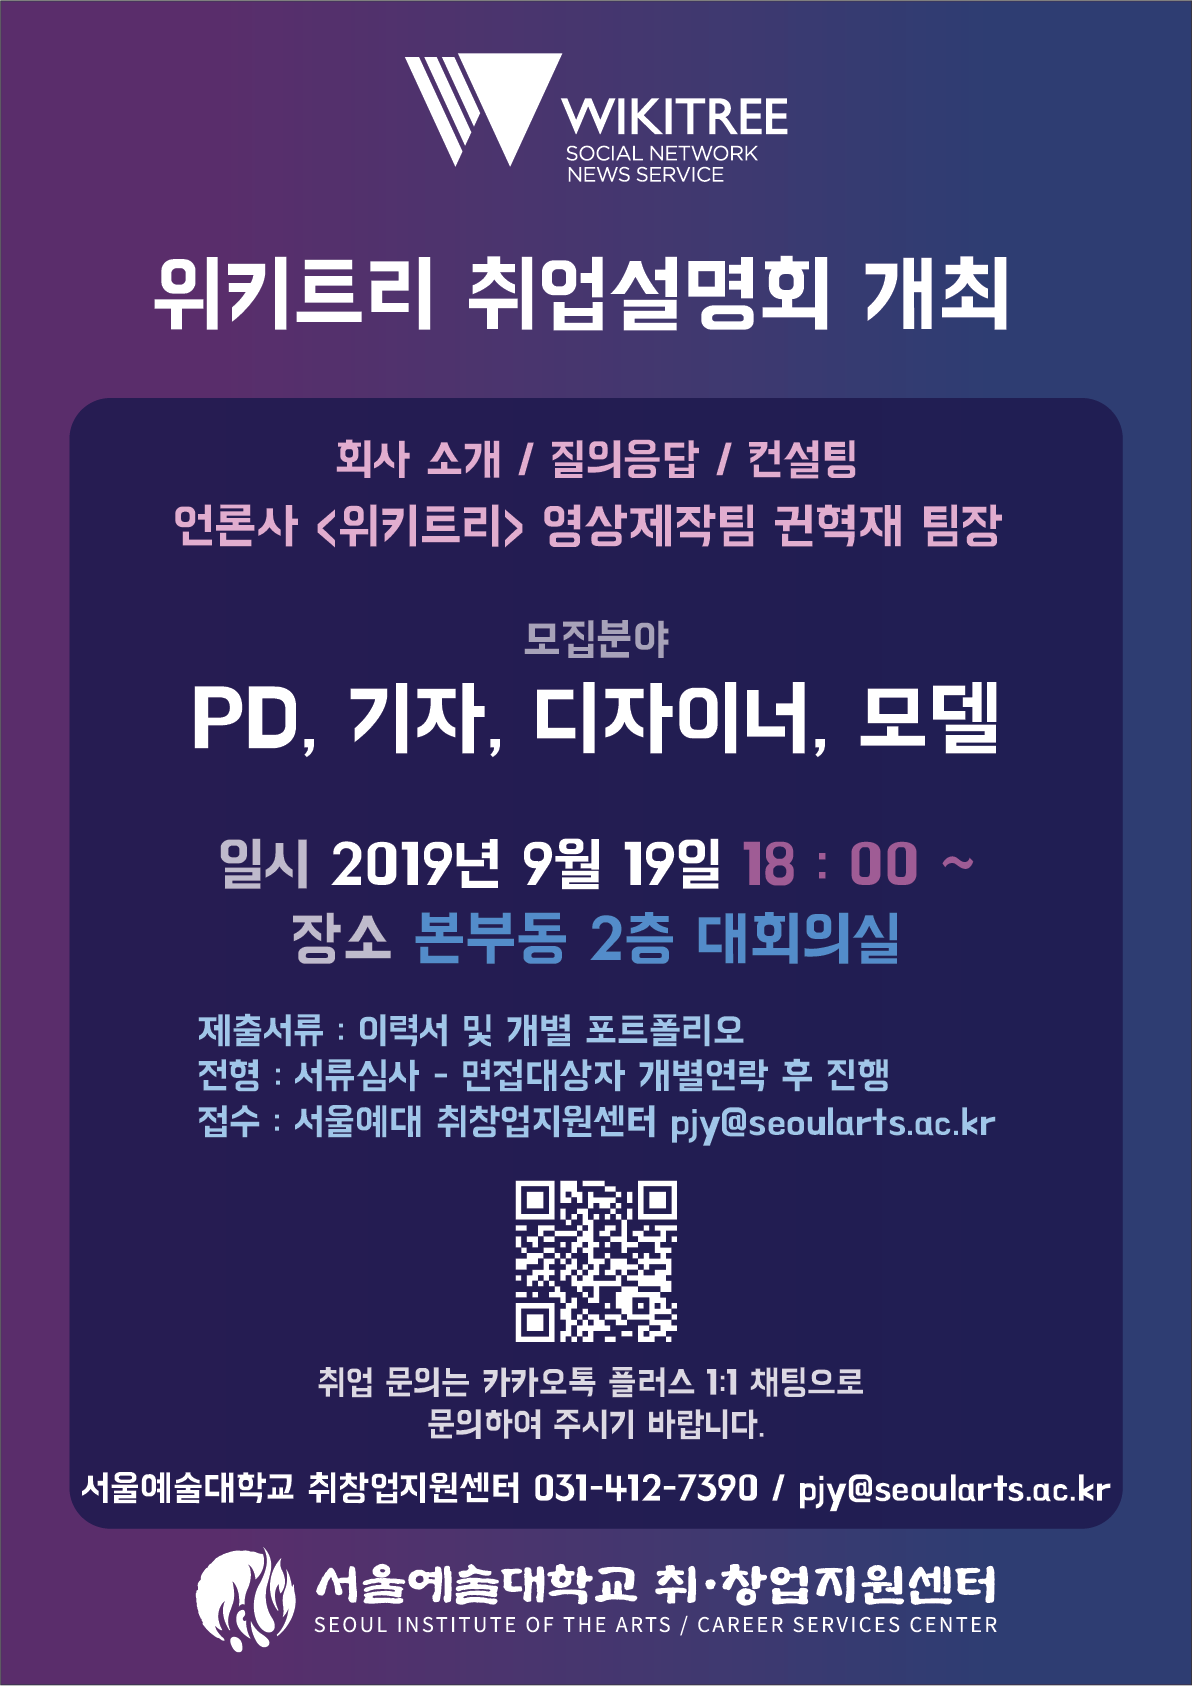 WIKITREE
SOCIAL NETWORK
NEWS SERVICE
위키트리 취업설명회 개최
회사 소개 / 질의응답 / 컨설팅
언론사 <위키트리> 영상제작팀 권혁재 팀장
모집분야
PD, 기자, 디자이너, 모델
일시 2019년 9월 19일 18 : 00 ~
장소 본부동 2층 대회의실
제출서류 : 이력서 및 개별 포트폴리오
전형 : 서류심사 - 면접대상자 개별연락 후 진행
접수 : 서울예대 취창업지원센터 pjy@seoularts.ac.kr
취업 문의는 카카오톡 플러스 1:1 채팅으로
문의하여 주시기 바랍니다.
서울예술대학교 취창업지원센터 031-412-7390 / pjy@seoularts.ac.kr
서울예술대학교 취·창업지원센터
SEOUL INSTITUTE OF THE ARTS / CAREER SERVICES CENTER